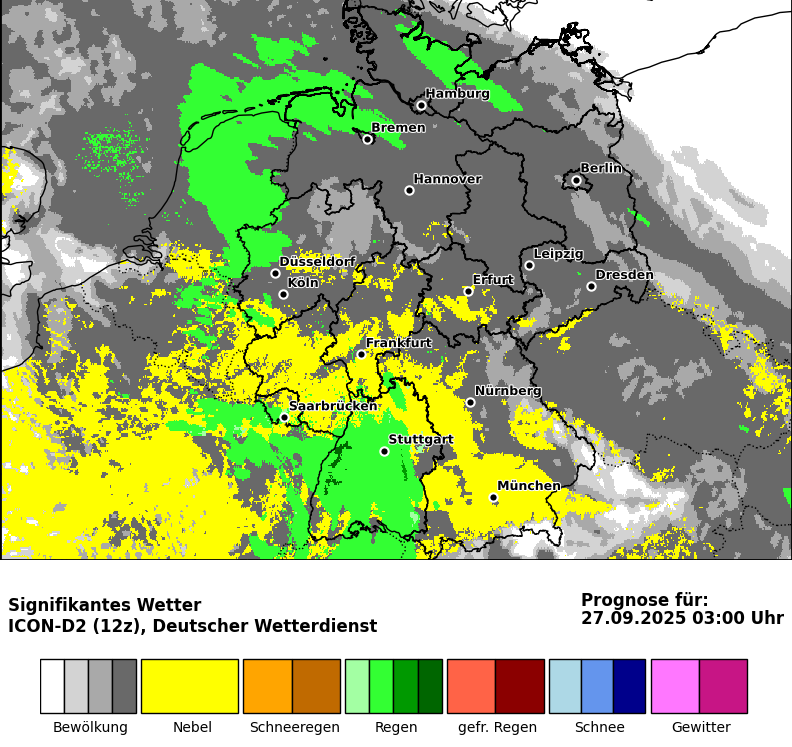 Hamburg
Bremen
Berlin
Hannover
Leipzig
Düsseldorf
Dresden
Erfurt
Köln
Frankfurt
Nürnberg
Saarbrücken
Stuttgart
München
Signifikantes Wetter
ICON-D2 (12z), Deutscher Wetterdienst
Prognose für:
27.09.2025 03:00 Uhr
Bewölkung Nebel Schneeregen Regen gefr. Regen Schnee Gewitter